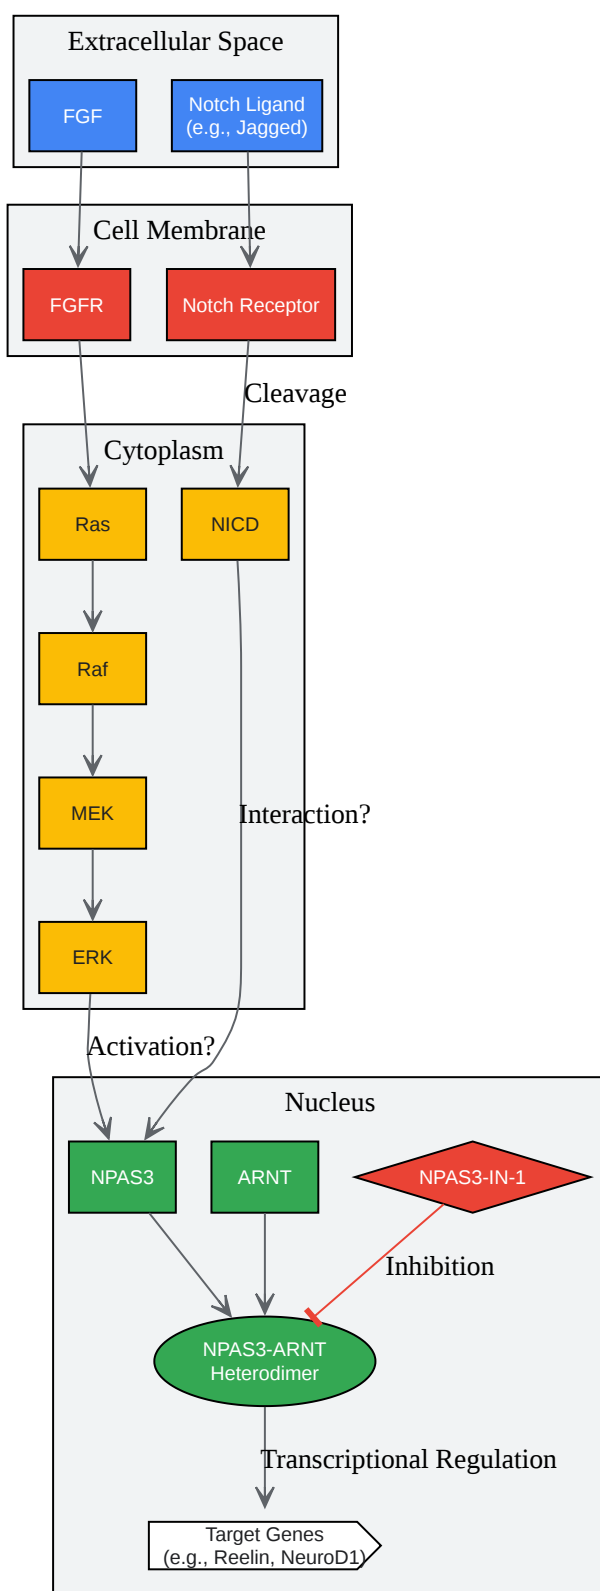 Extracellular Space
FGF
Notch Ligand
(e.g., Jagged)
Cell Membrane
FGFR
Notch Receptor
Cleavage
Cytoplasm
Ras
NICD
Raf
MEK
Interaction?
ERK
Activation?
Nucleus
NPAS3
ARNT
NPAS3-IN-1
Inhibition
NPAS3-ARNT
Heterodimer
Transcriptional Regulation
Target Genes
(e.g., Reelin, NeuroD1)